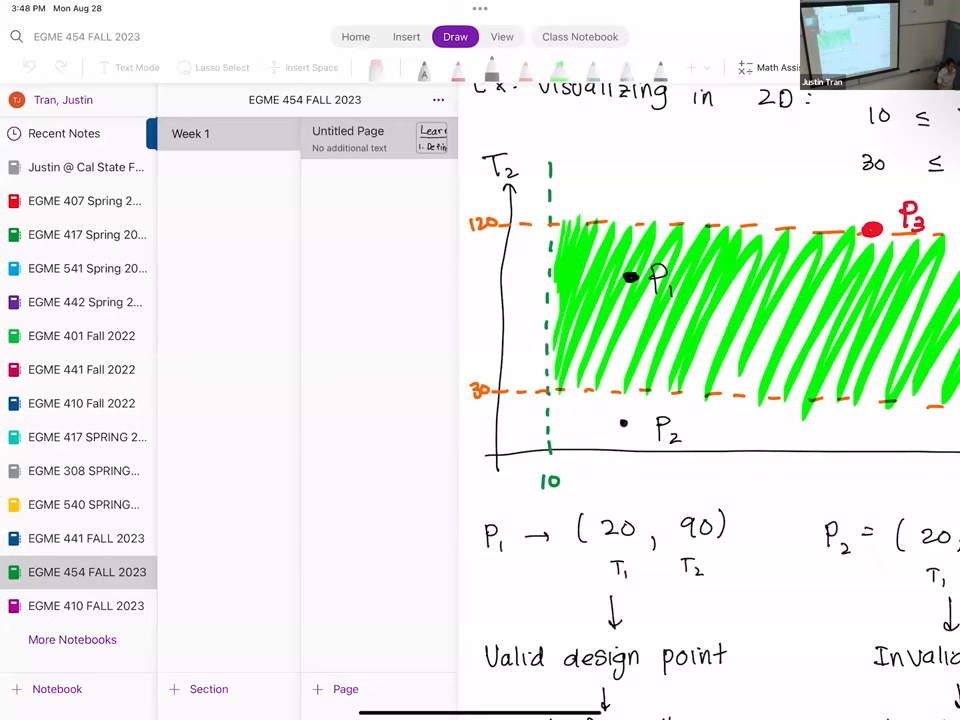 3:48 PM Mon Aug 28
EGME 454 FALL 2023
Home
Insert
Draw
View
Class Notebook
Text Mode
Lasso Select
Insert Space
Math Assis
Justin Tran
TJ
Tran, Justin
EGME 454 FALL 2023
Recent Notes
Week 1
Untitled Page
No additional text
Justin @ Cal State F...
EGME 407 Spring 2...
EGME 417 Spring 20...
EGME 541 Spring 20...
EGME 442 Spring 2...
EGME 401 Fall 2022
EGME 441 Fall 2022
EGME 410 Fall 2022
EGME 417 SPRING 2...
EGME 308 SPRING...
EGME 540 SPRING...
EGME 441 FALL 2023
EGME 454 FALL 2023
EGME 410 FALL 2023
More Notebooks
Notebook
Section
Page
Ex: Visualizing in 2D:
10 ≤
30 ≤
T₂
120
P₃
P₁
30
P₂
10
P₁ → (20, 90)
T₁ T₂
Valid design point
P₂ = (20,
T₁
Invalid